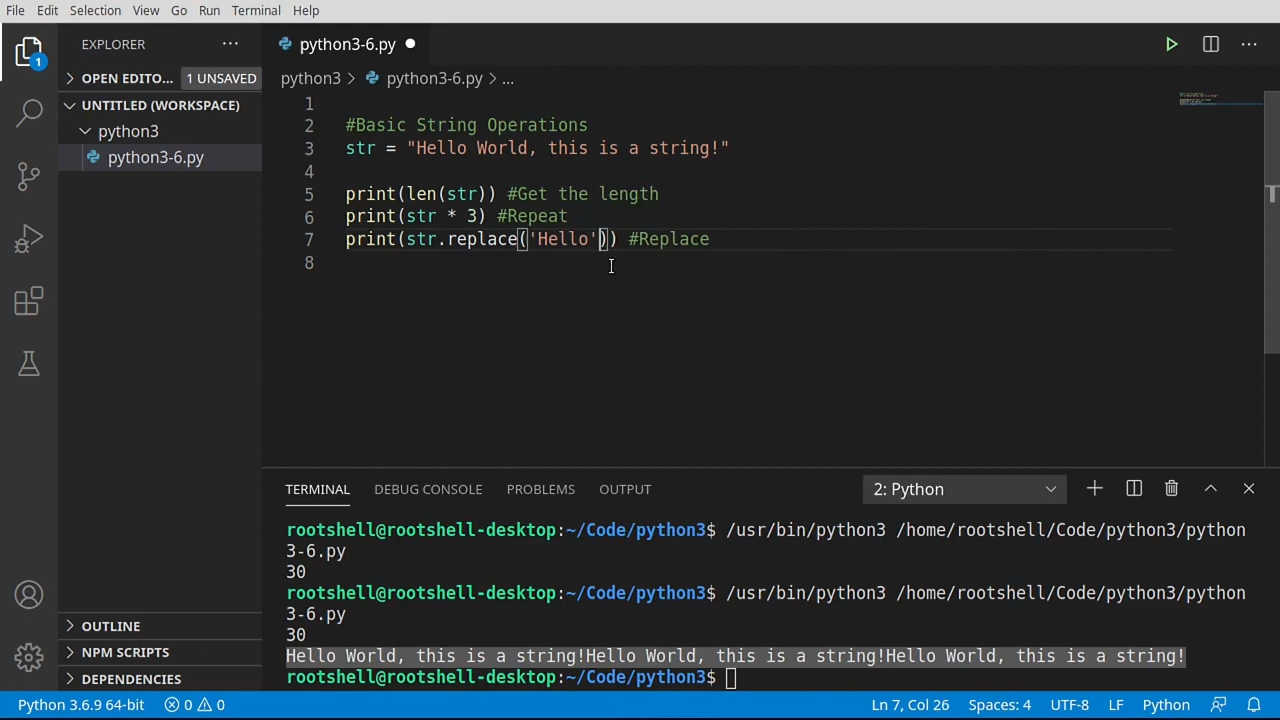 File Edit Selection View Go Run Terminal Help
EXPLORER ···
python3-6.py
OPEN EDITO... 1 UNSAVED
python3 > python3-6.py > ...
UNTITLED (WORKSPACE)
python3
python3-6.py
1
1
2 #Basic String Operations
3 str = "Hello World, this is a string!"
4
5 print(len(str)) #Get the length
6 print(str * 3) #Repeat
7 print(str.replace('Hello')) #Replace
8
TERMINAL DEBUG CONSOLE PROBLEMS OUTPUT 2: Python
rootshell@rootshell-desktop:~/Code/python3$ /usr/bin/python3 /home/rootshell/Code/python3/python
3-6.py
30
rootshell@rootshell-desktop:~/Code/python3$ /usr/bin/python3 /home/rootshell/Code/python3/python
3-6.py
30
Hello World, this is a string!Hello World, this is a string!Hello World, this is a string!
rootshell@rootshell-desktop:~/Code/python3$
OUTLINE
NPM SCRIPTS
DEPENDENCIES
Python 3.6.9 64-bit 0 0 Ln 7, Col 26 Spaces: 4 UTF-8 LF Python